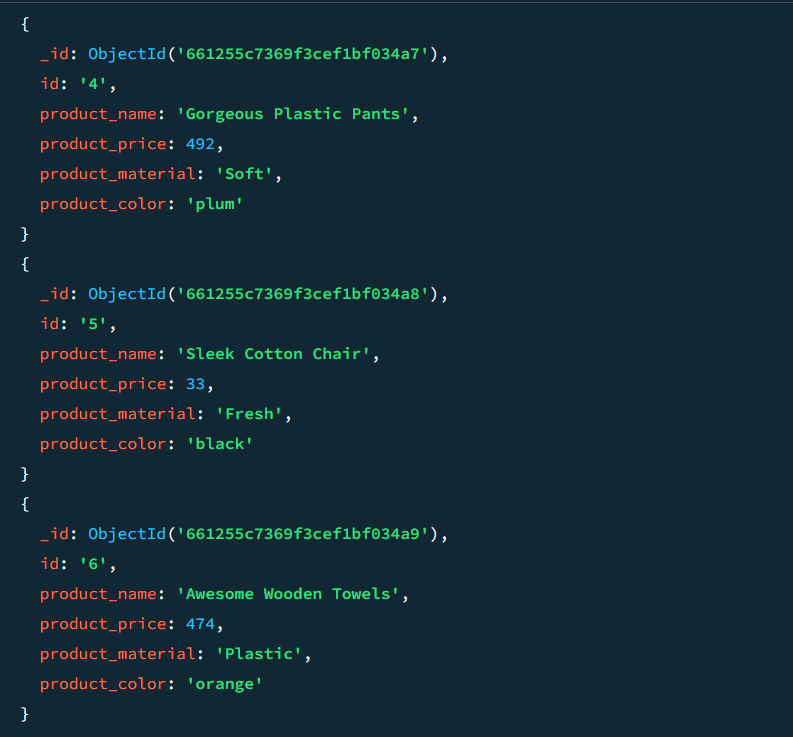 {
_id: ObjectId('661255c7369f3cef1bf034a7'),
id: '4',
product_name: 'Gorgeous Plastic Pants',
product_price: 492,
product_material: 'Soft',
product_color: 'plum'
}
{
_id: ObjectId('661255c7369f3cef1bf034a8'),
id: '5',
product_name: 'Sleek Cotton Chair',
product_price: 33,
product_material: 'Fresh',
product_color: 'black'
}
{
_id: ObjectId('661255c7369f3cef1bf034a9'),
id: '6',
product_name: 'Awesome Wooden Towels',
product_price: 474,
product_material: 'Plastic',
product_color: 'orange'
}